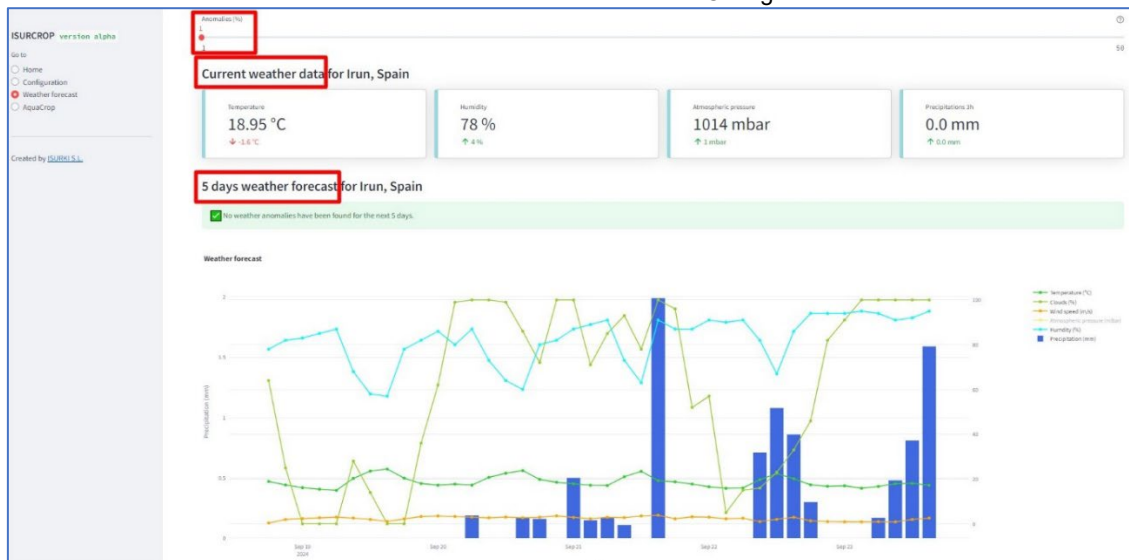 ISURCROP version alpha
Go to
Home
Configuration
Weather forecast
AquaCrop
Created by ISURKI S.L.
Anomalies (%)
1
1
50
Current weather data for Irun, Spain
Temperature
18.95 °C
-1.6 °C
Humidity
78 %
4 %
Atmospheric pressure
1014 mbar
1 mbar
Precipitations 3h
0.0 mm
0.0 mm
5 days weather forecast for Irun, Spain
No weather anomalies have been found for the next 5 days.
Weather forecast
Temperature (°C)
Clouds (%)
Wind speed (m/s)
Atmospheric pressure (mbar)
Humidity (%)
Precipitation (mm)
Precipitation (mm)
2
1.5
1
0.5
0
100
80
60
40
20
0
Sep 19
2024
Sep 20
Sep 21
Sep 22
Sep 23